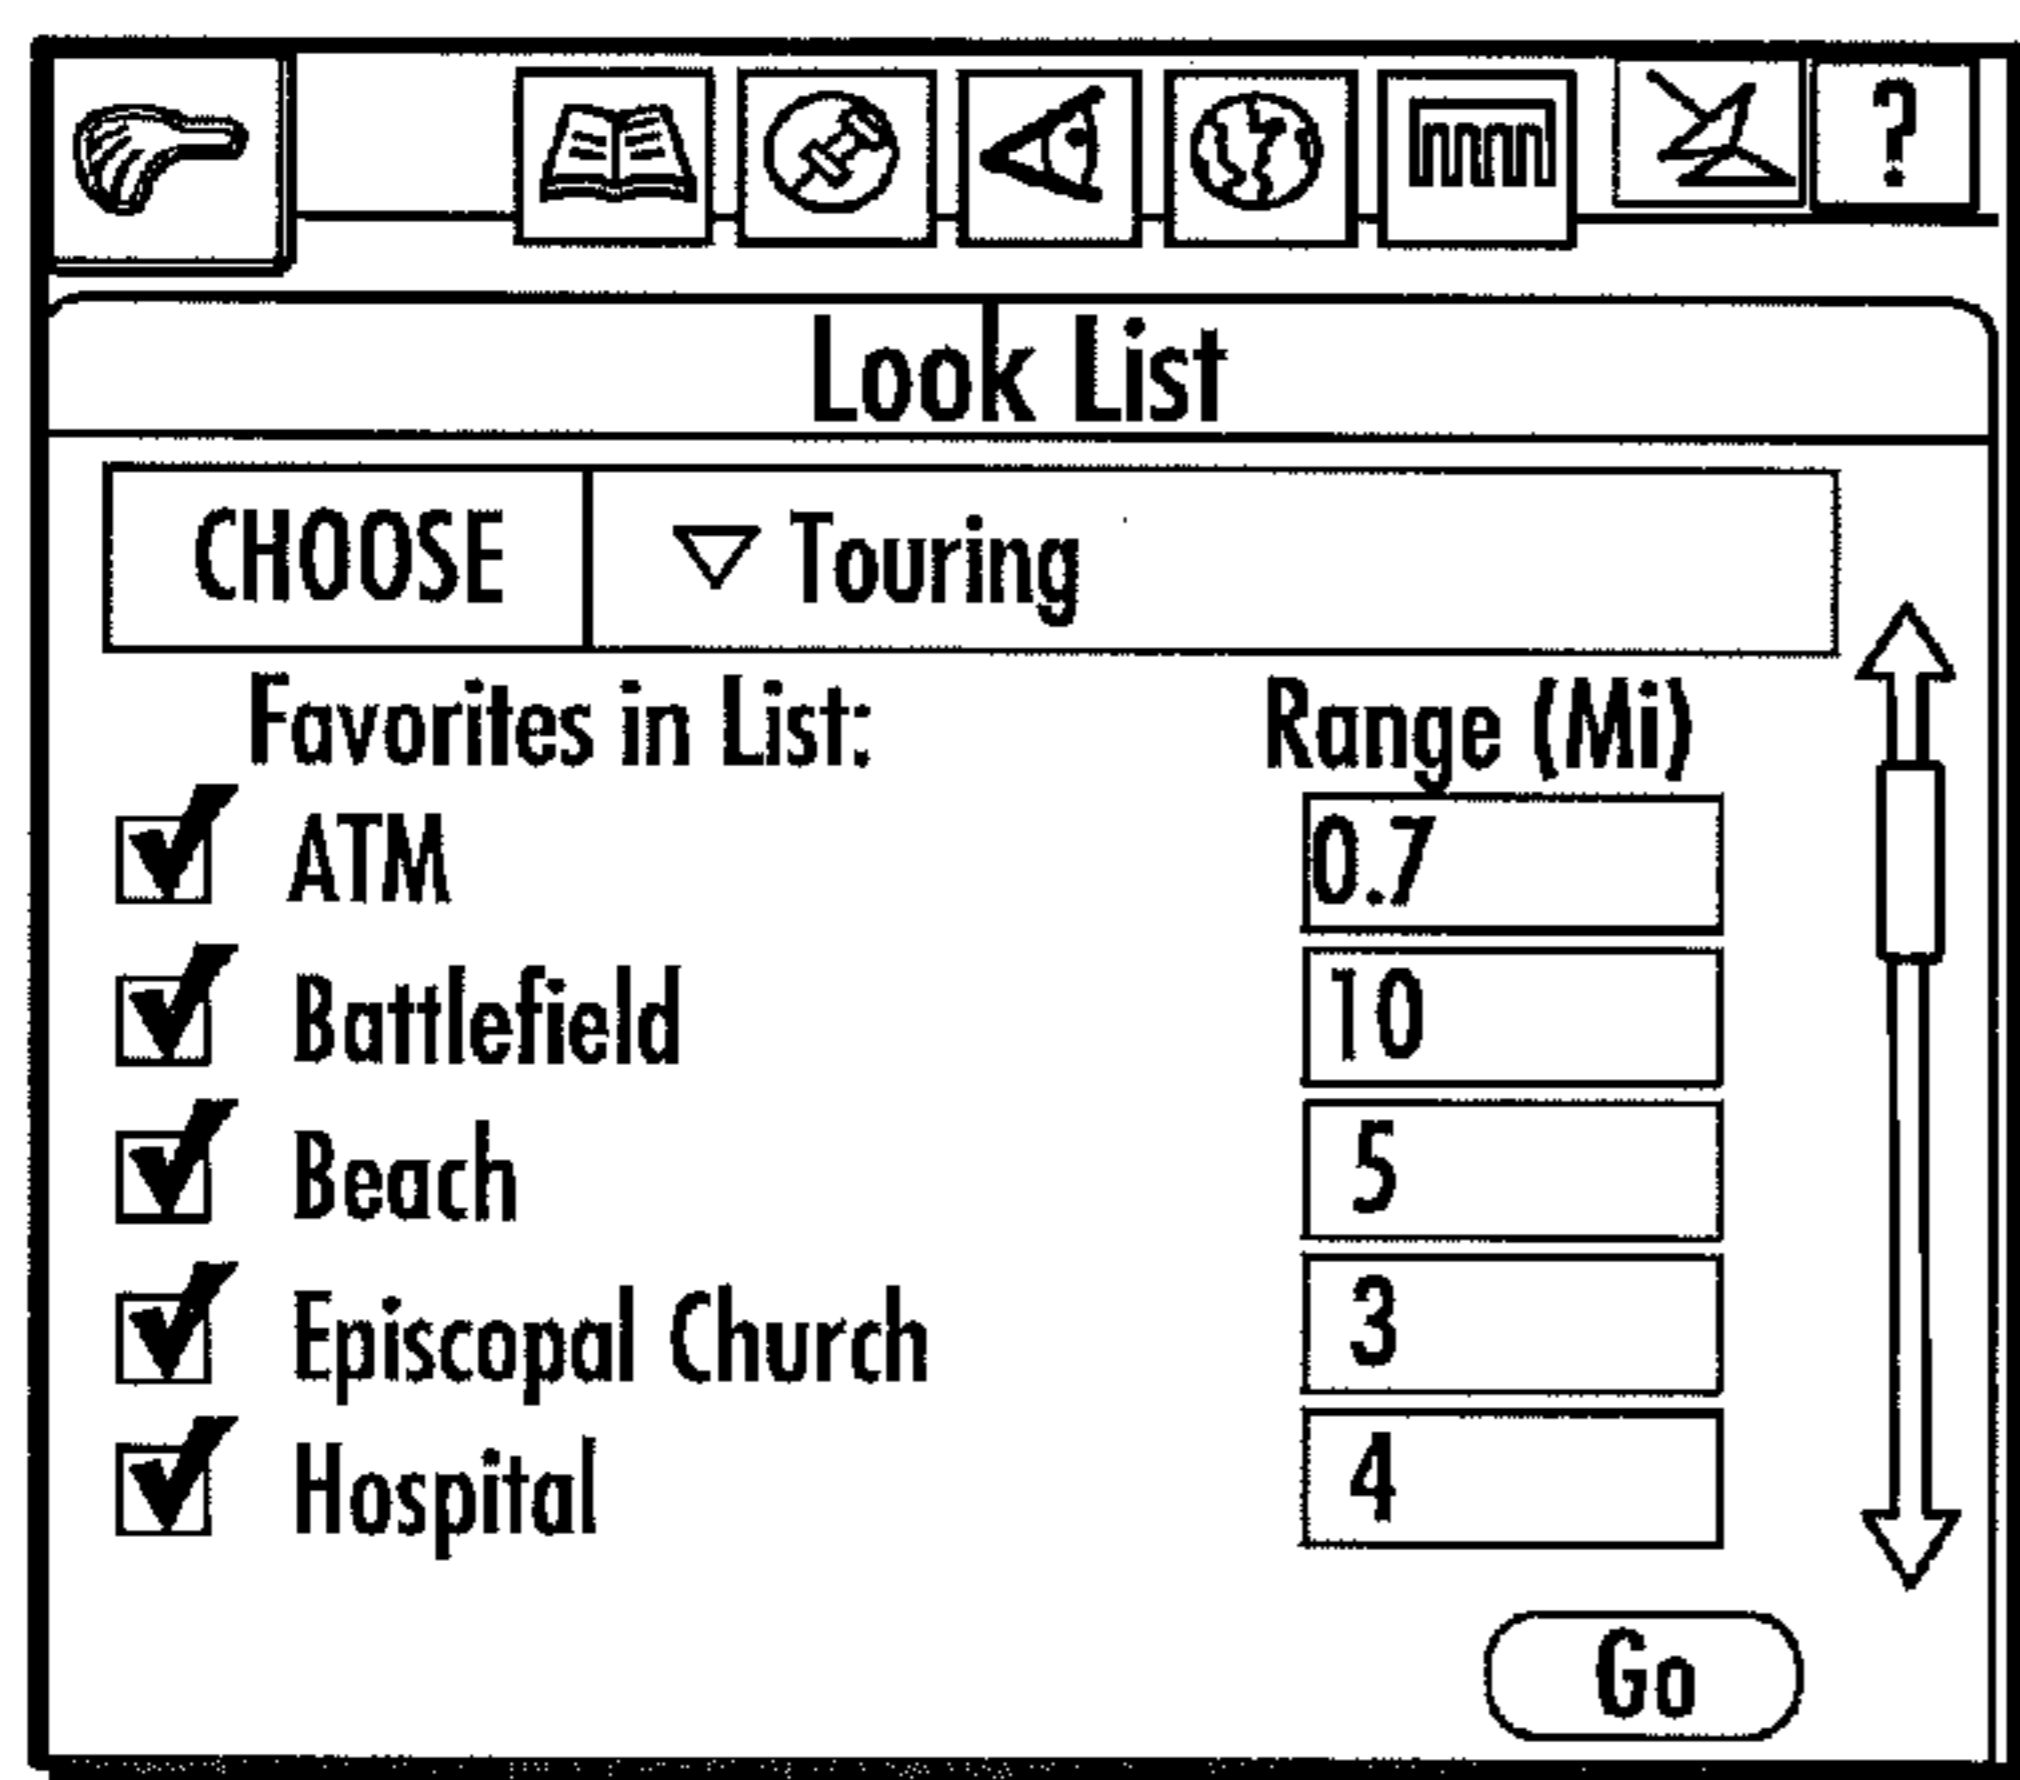 ?
Look List
CHOOSE Touring
Favorites in List: Range (Mi)
ATM 0.7
Battlefield 10
Beach 5
Episcopal Church 3
Hospital 4
Go